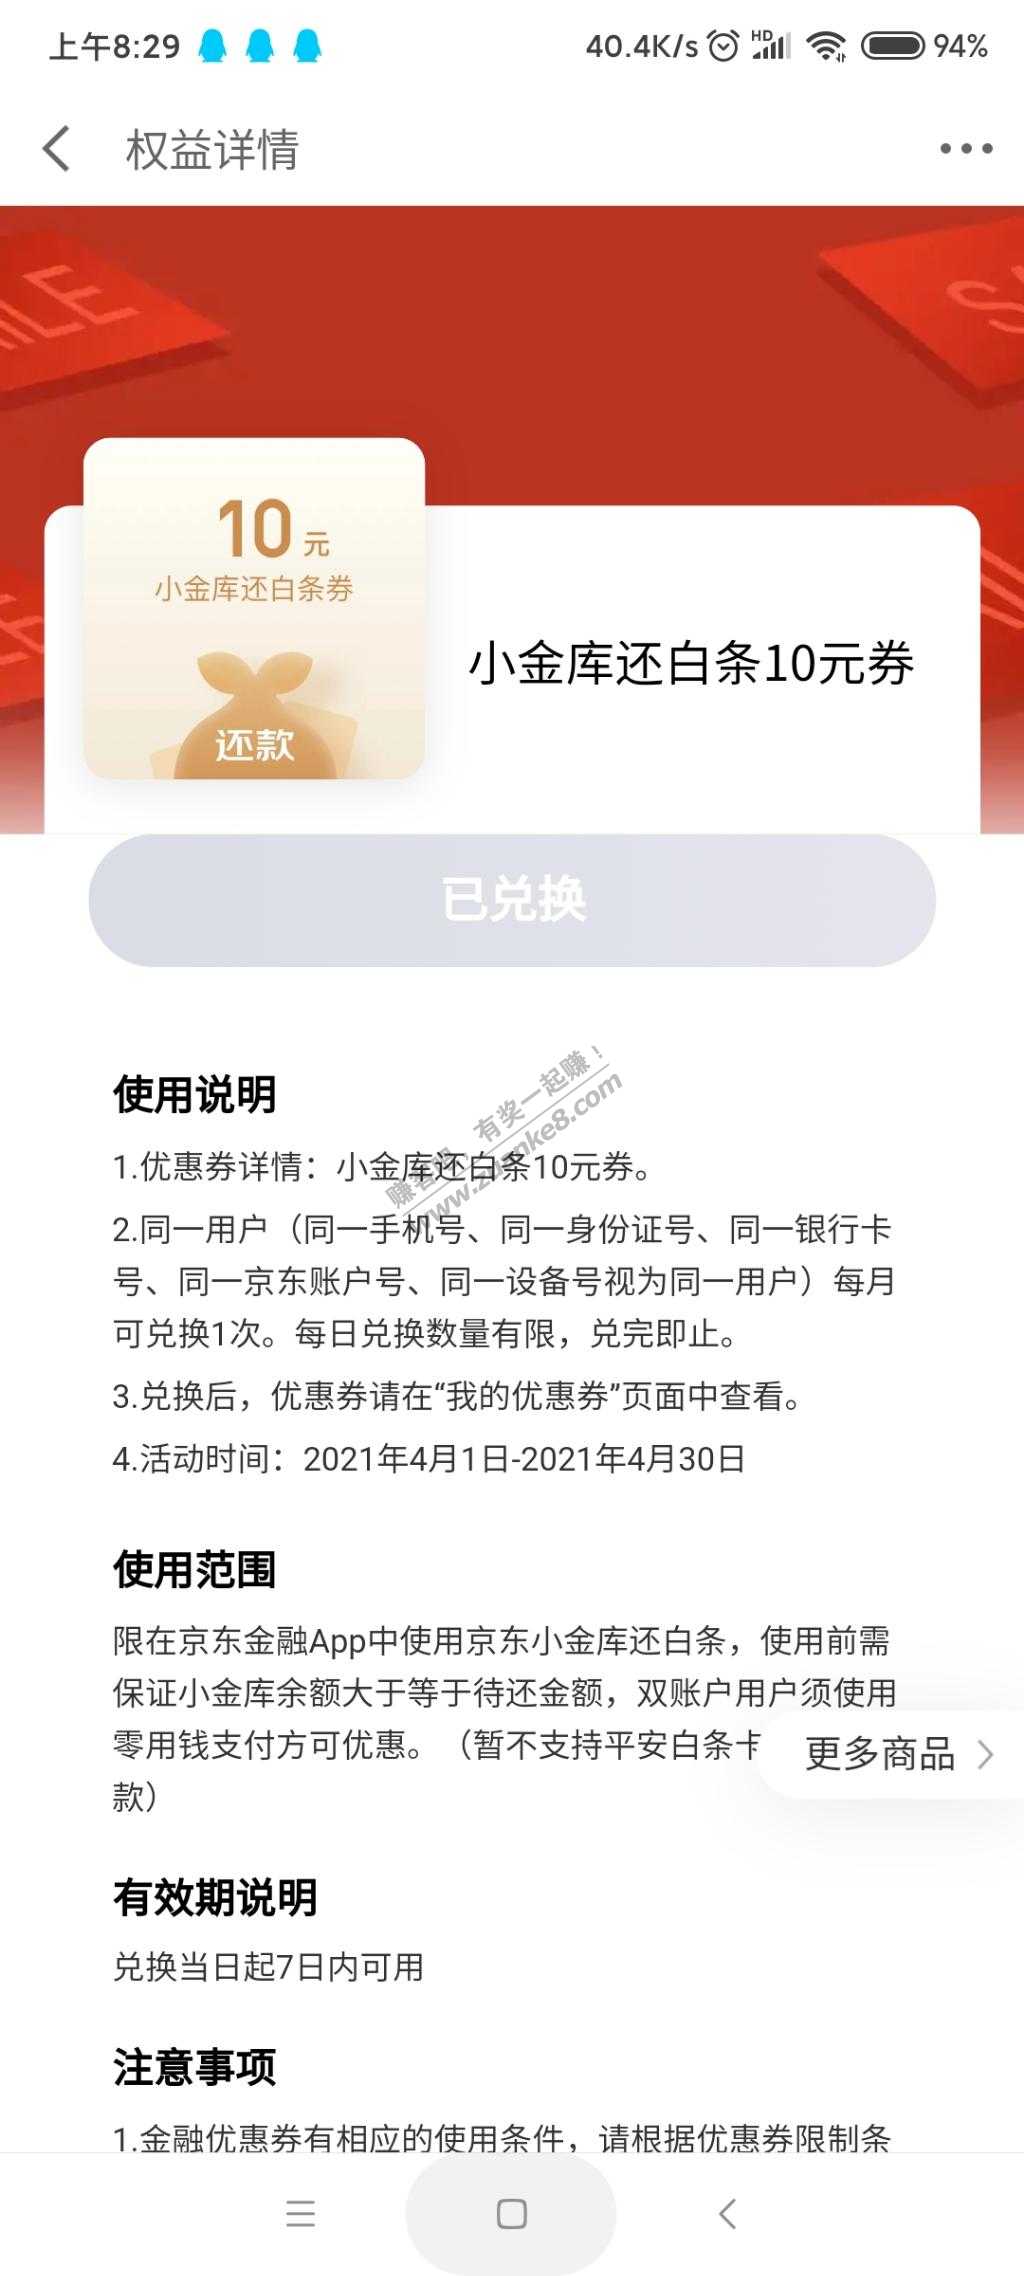 上午8:29
40.4K/s HD 94%
权益详情
SALE
10元
小金库还白条券
还款
小金库还白条10元券
已兑换
使用说明
1.优惠券详情：小金库还白条10元券。
2.同一用户（同一手机号、同一身份证号、同一银行卡
号、同一京东账户号、同一设备号视为同一用户）每月
可兑换1次。每日兑换数量有限，兑完即止。
3.兑换后，优惠券请在“我的优惠券”页面中查看。
4.活动时间：2021年4月1日-2021年4月30日
赚客吧，有奖一起赚！
www.zuanke8.com
使用范围
限在京东金融App中使用京东小金库还白条，使用前需
保证小金库余额大于等于待还金额，双账户用户须使用
零用钱支付方可优惠。（暂不支持平安白条卡
款）
更多商品
有效期说明
兑换当日起7日内可用
注意事项
1.金融优惠券有相应的使用条件，请根据优惠券限制条